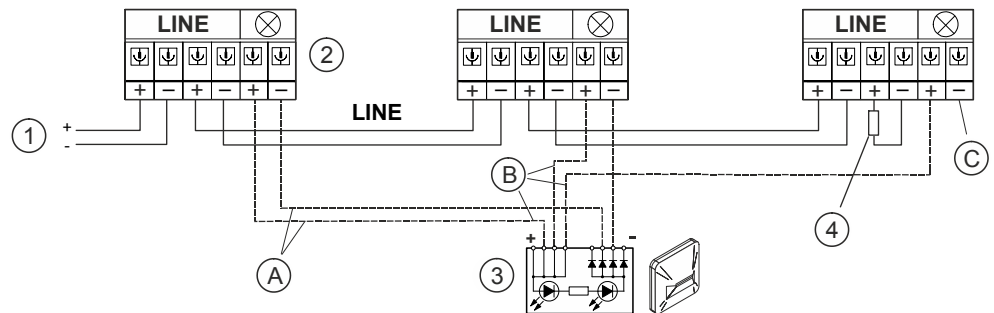 LINE LINE LINE
2
+ − + − + − + − + − + − + − + − + −
LINE
1 + -
B C
4
A
+ -
3